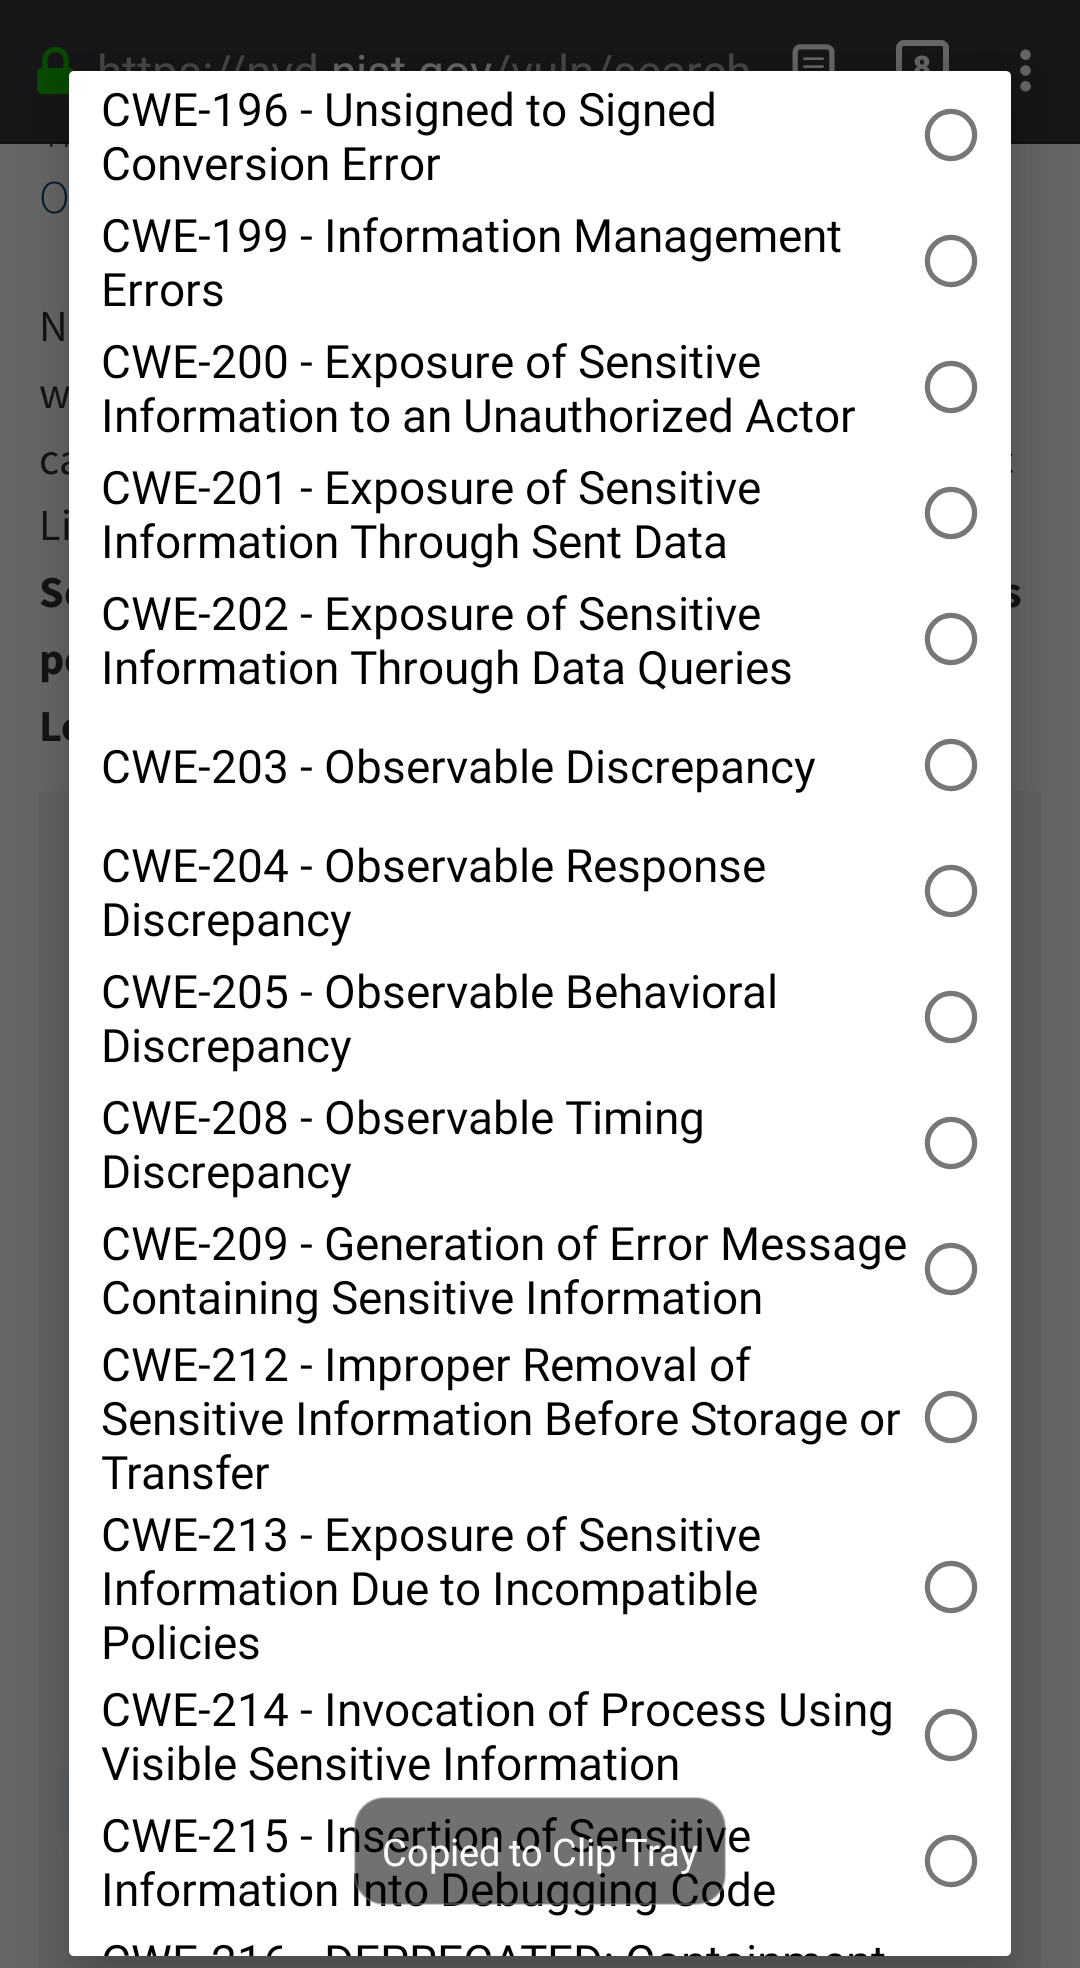 https://nvd.nist.gov/vuln/search
8
CWE-196 - Unsigned to Signed
Conversion Error
CWE-199 - Information Management
Errors
CWE-200 - Exposure of Sensitive
Information to an Unauthorized Actor
CWE-201 - Exposure of Sensitive
Information Through Sent Data
CWE-202 - Exposure of Sensitive
Information Through Data Queries
CWE-203 - Observable Discrepancy
CWE-204 - Observable Response
Discrepancy
CWE-205 - Observable Behavioral
Discrepancy
CWE-208 - Observable Timing
Discrepancy
CWE-209 - Generation of Error Message
Containing Sensitive Information
CWE-212 - Improper Removal of
Sensitive Information Before Storage or
Transfer
CWE-213 - Exposure of Sensitive
Information Due to Incompatible
Policies
CWE-214 - Invocation of Process Using
Visible Sensitive Information
CWE-215 - Insertion of Sensitive
Copied to Clip Tray
Information Into Debugging Code
CWE-216 - DEPRECATED: Containment